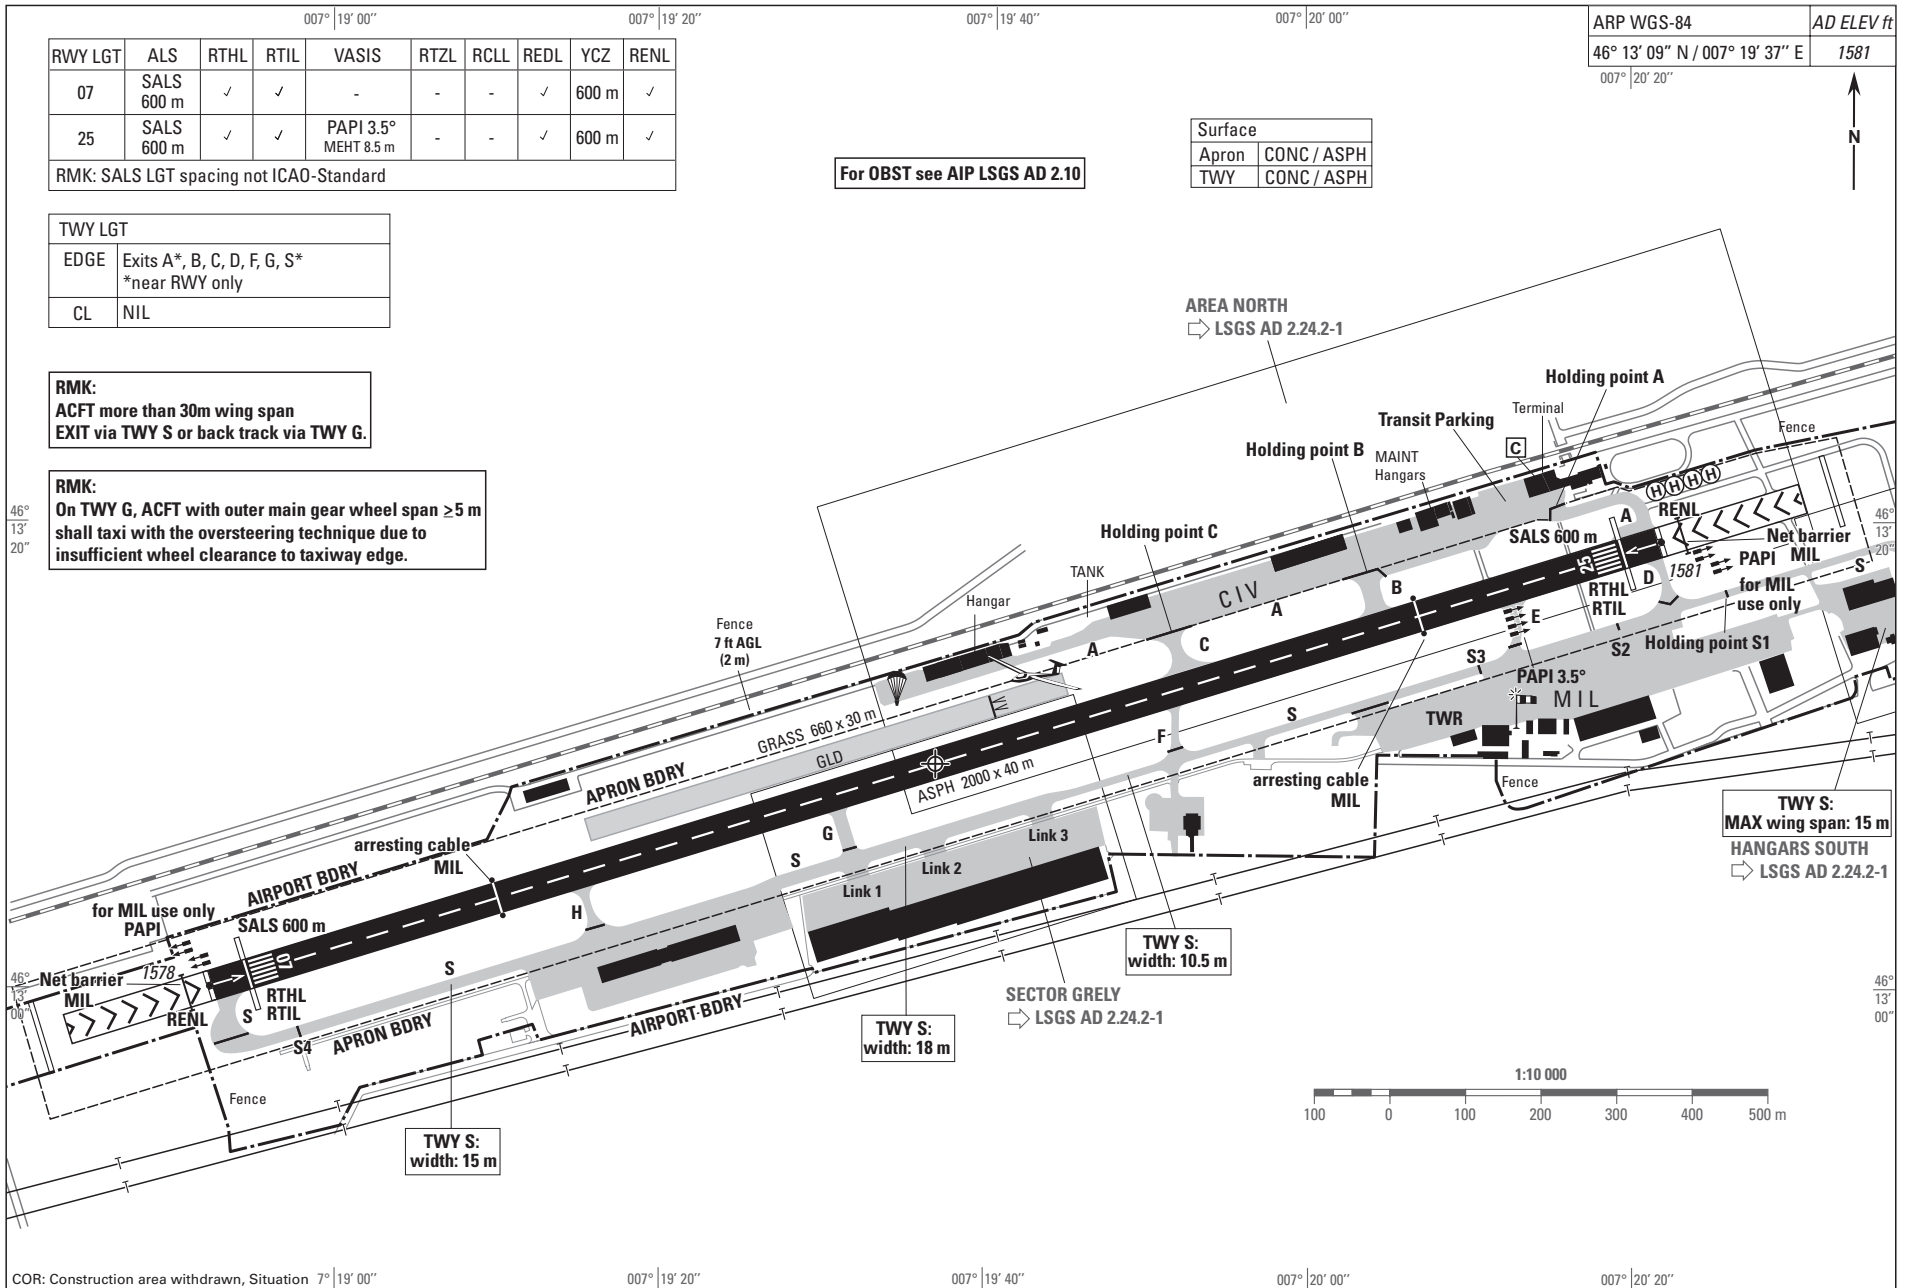 007° 19' 00''
007° 19' 20''
007° 19' 40''
007° 20' 00''
ARP WGS-84 AD ELEV ft
46° 13' 09'' N / 007° 19' 37'' E 1581
007° 20' 20''
N
RWY LGT ALS RTHL RTIL VASIS RTZL RCLL REDL YCZ RENL
07 SALS 600 m ✓ ✓ - - - ✓ 600 m ✓
25 SALS 600 m ✓ ✓ PAPI 3.5° MEHT 8.5 m - - ✓ 600 m ✓
RMK: SALS LGT spacing not ICAO-Standard
For OBST see AIP LSGS AD 2.10
Surface
Apron CONC / ASPH
TWY CONC / ASPH
TWY LGT
EDGE Exits A*, B, C, D, F, G, S*
*near RWY only
CL NIL
RMK:
ACFT more than 30m wing span
EXIT via TWY S or back track via TWY G.
RMK:
On TWY G, ACFT with outer main gear wheel span ≥5 m
shall taxi with the oversteering technique due to
insufficient wheel clearance to taxiway edge.
AREA NORTH
LSGS AD 2.24.2-1
Holding point A
Terminal
Transit Parking
Fence
C
Holding point B
MAINT
Hangars
H H H H
46°
13'
20''
RENL
A
46°
13'
20''
Holding point C
SALS 600 m
Net barrier
MIL
PAPI
for MIL
use only
S
1581
25
D
RTHL
RTIL
TANK
CIV
A
B
E
Hangar
Fence
7 ft AGL
(2 m)
A
C
S3
S2
Holding point S1
PAPI 3.5°
MIL
TWR
S
GRASS 660 x 30 m
GLD
F
APRON BDRY
ASPH 2000 x 40 m
arresting cable
MIL
Fence
TWY S:
MAX wing span: 15 m
HANGARS SOUTH
LSGS AD 2.24.2-1
G
S
Link 3
Link 2
Link 1
arresting cable
MIL
AIRPORT BDRY
H
for MIL use only
PAPI
SALS 600 m
TWY S:
width: 10.5 m
S
1578
07
46°
13'
00''
Net barrier
MIL
RTHL
RTIL
RENL
S
S4
APRON BDRY
AIRPORT BDRY
SECTOR GRELY
LSGS AD 2.24.2-1
46°
13'
00''
TWY S:
width: 18 m
Fence
1:10 000
100 0 100 200 300 400 500 m
TWY S:
width: 15 m
COR: Construction area withdrawn, Situation
7° 19' 00''
007° 19' 20''
007° 19' 40''
007° 20' 00''
007° 20' 20''